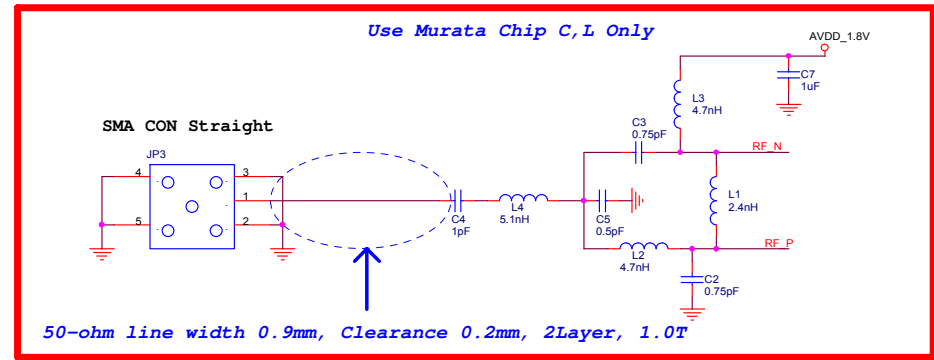 Use Murata Chip C,L Only
AVDD_1.8V
C7
1uF
L3
4.7nH
SMA CON Straight
C3
0.75pF
JP3
RF_N
4
3
1
5
2
C4
1pF
L4
5.1nH
C5
0.5pF
L1
2.4nH
L2
4.7nH
RF_P
C2
0.75pF
50-ohm line width 0.9mm, Clearance 0.2mm, 2Layer, 1.0T